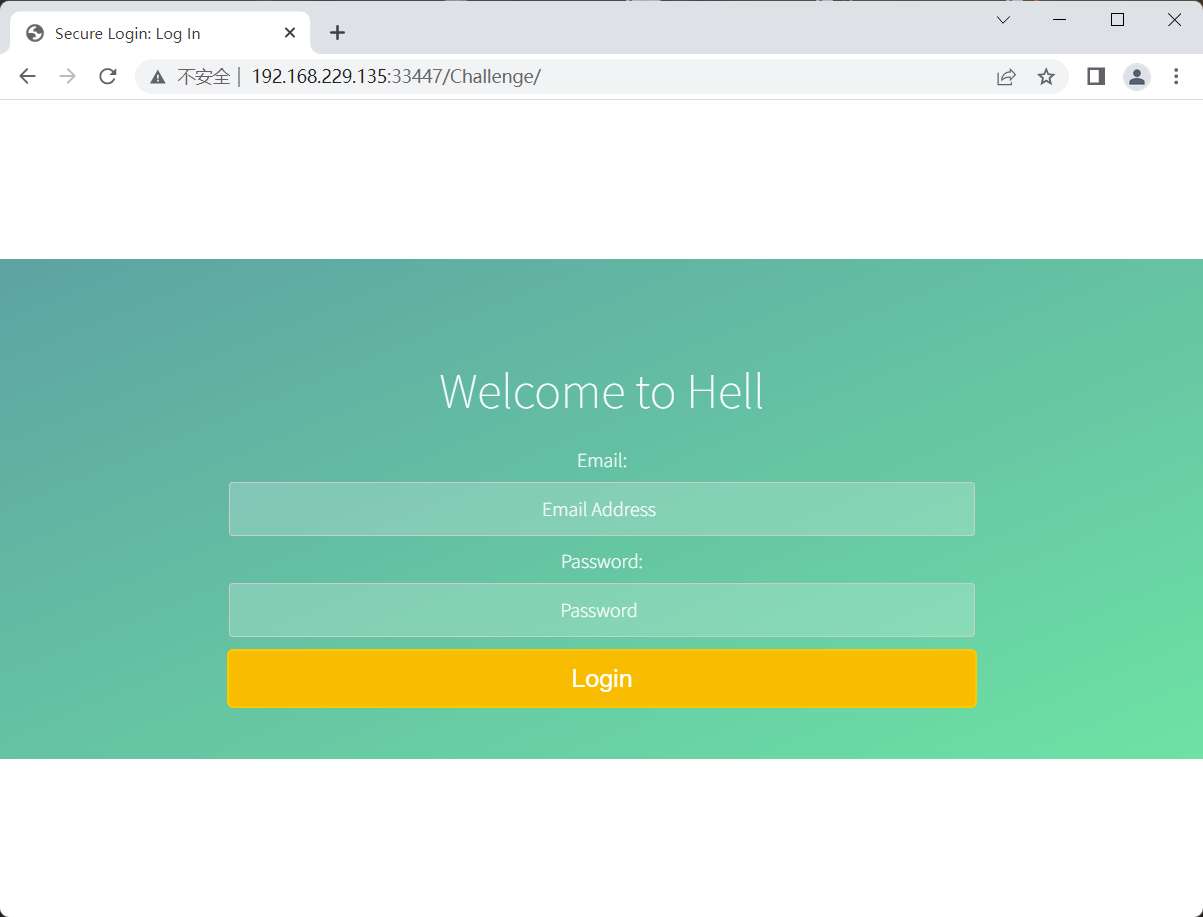 Secure Login: Log In
不安全 | 192.168.229.135:33447/Challenge/
Welcome to Hell
Email:
Email Address
Password:
Password
Login